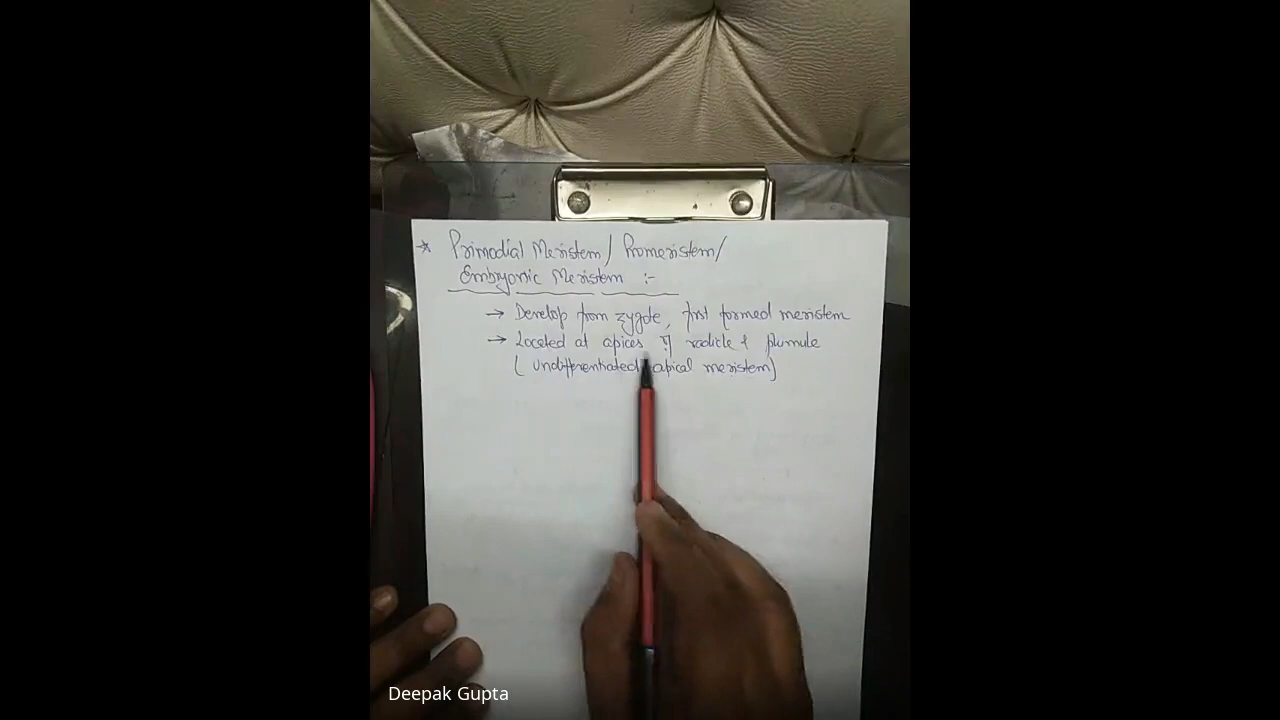 * Primodial Meristem / Promeristem /
Embryonic Meristem :-
→ Develop from zygote, first formed meristem
→ Located at apices of radicle & plumule
( undifferentiated apical meristem)
Deepak Gupta